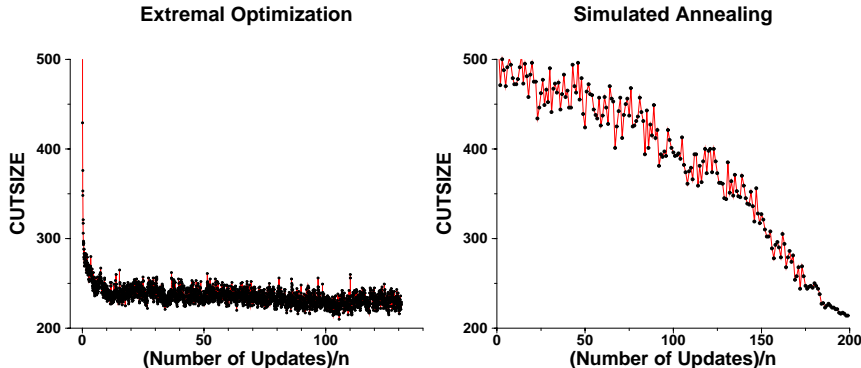 Extremal Optimization
Simulated Annealing
500
400
300
200
CUTSIZE
0
50
100
(Number of Updates)/n
500
400
300
200
CUTSIZE
0
50
100
150
200
(Number of Updates)/n